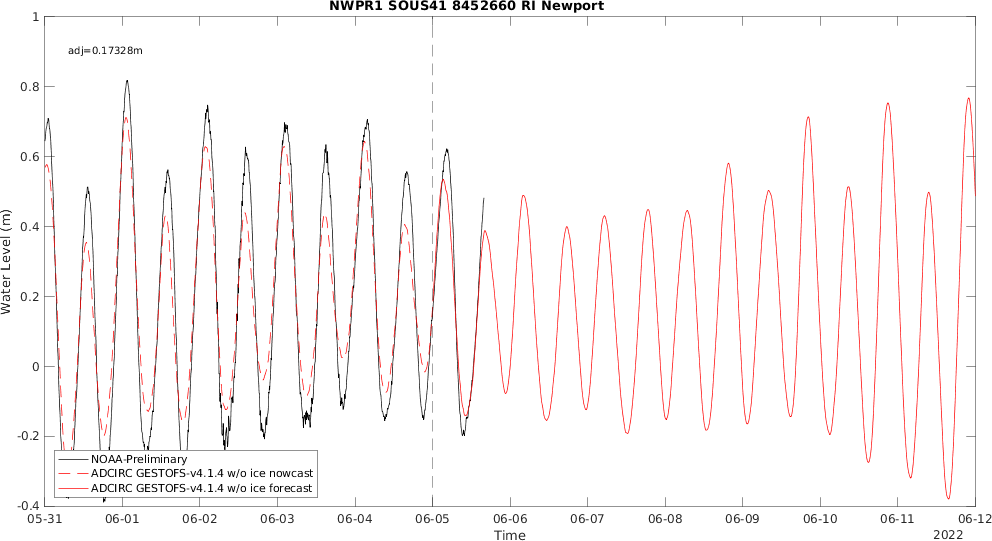 NWPR1 SOUS41 8452660 RI Newport
adj=0.17328m
Water Level (m)
1
0.8
0.6
0.4
0.2
0
-0.2
-0.4
NOAA-Preliminary
ADCIRC GESTOFS-v4.1.4 w/o ice nowcast
ADCIRC GESTOFS-v4.1.4 w/o ice forecast
05-31 06-01 06-02 06-03 06-04 06-05 06-06 06-07 06-08 06-09 06-10 06-11 06-12
Time
2022